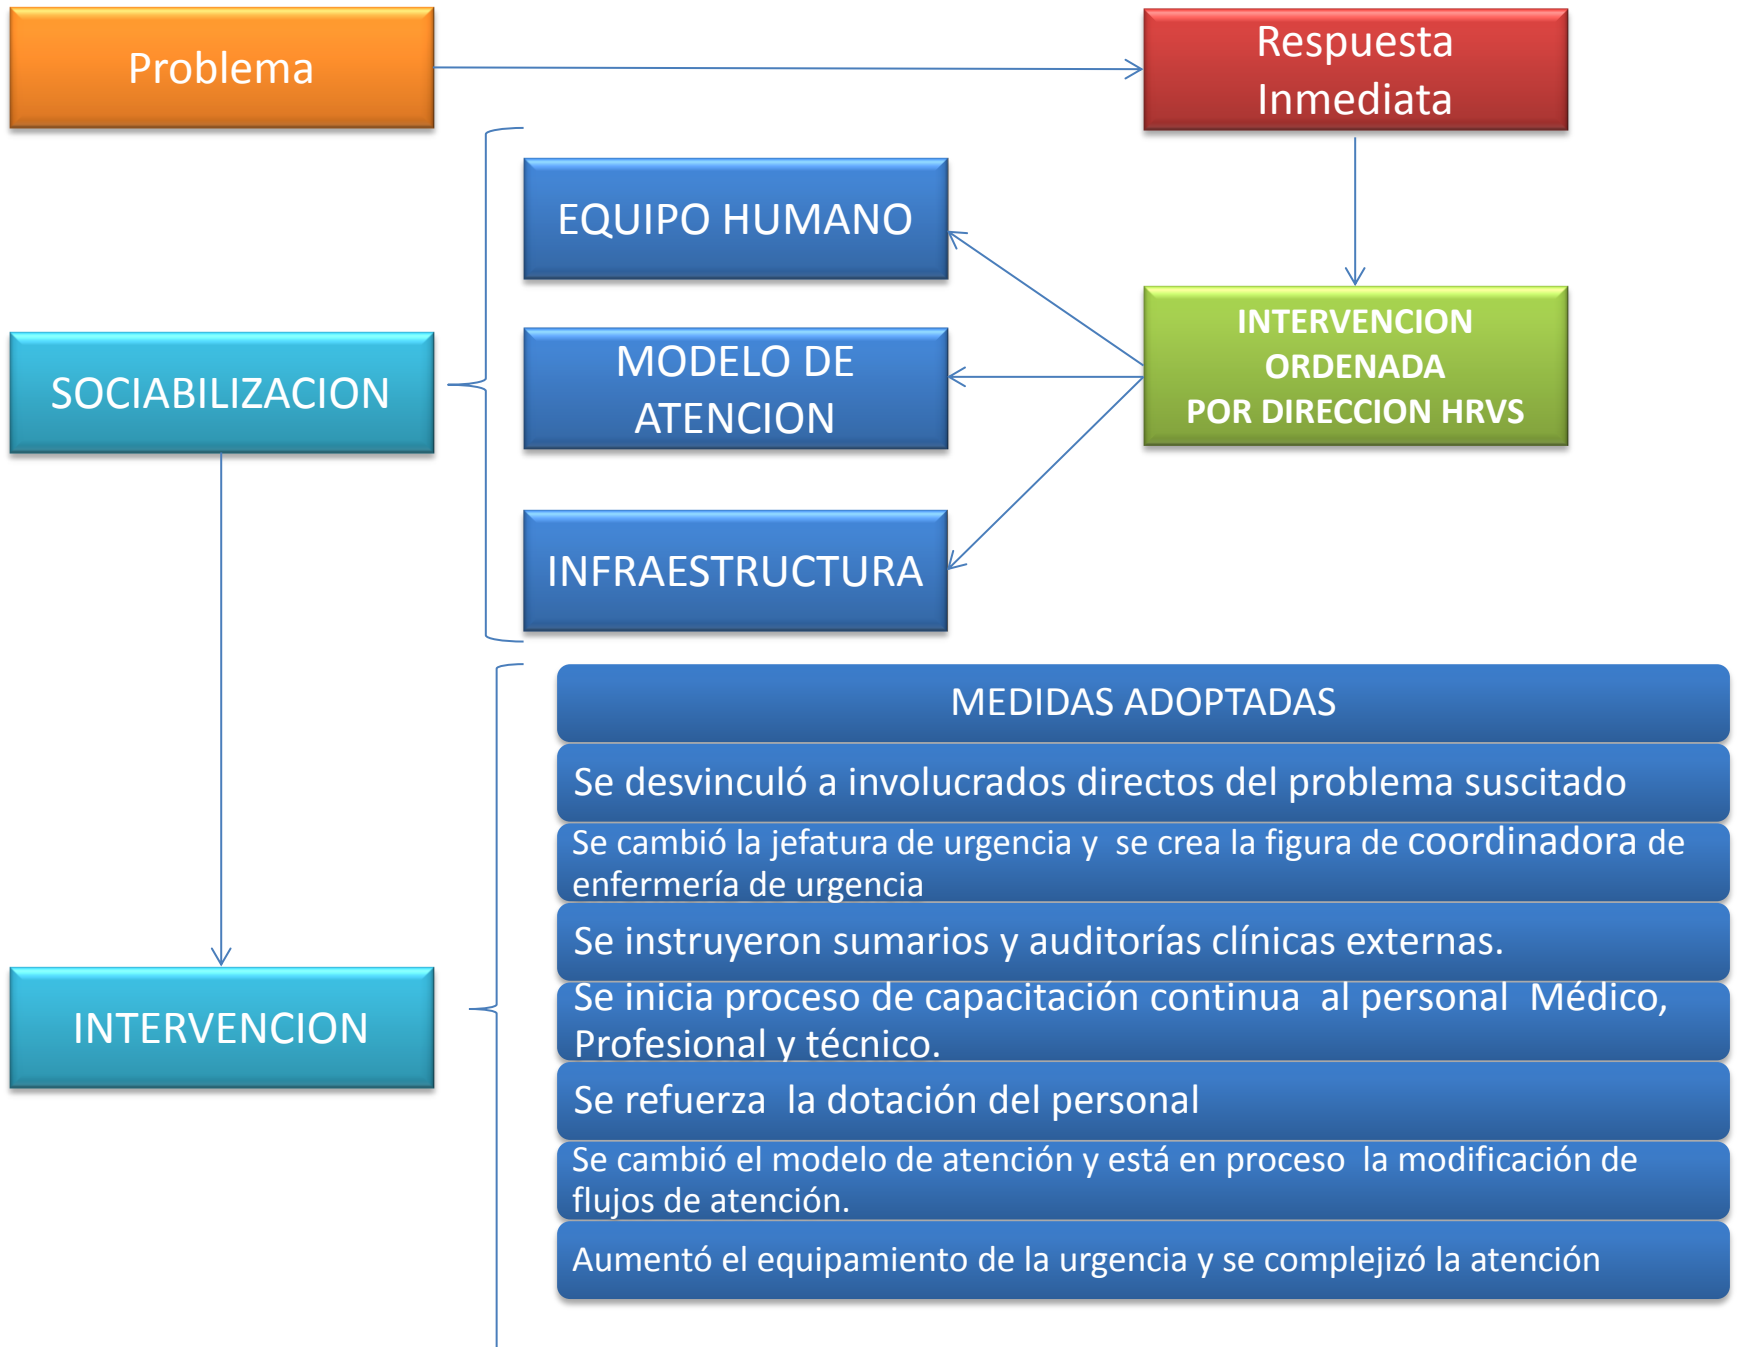 Problema
Respuesta
Inmediata
EQUIPO HUMANO
MODELO DE
ATENCION
INFRAESTRUCTURA
INTERVENCION
ORDENADA
POR DIRECCION HRVS
SOCIABILIZACION
INTERVENCION
MEDIDAS ADOPTADAS
Se desvinculó a involucrados directos del problema suscitado
Se cambió la jefatura de urgencia y  se crea la figura de coordinadora de
enfermería de urgencia
Se instruyeron sumarios y auditorías clínicas externas.
Se inicia proceso de capacitación continua  al personal  Médico,
Profesional y técnico.
Se refuerza  la dotación del personal
Se cambió el modelo de atención y está en proceso  la modificación de
flujos de atención.
Aumentó el equipamiento de la urgencia y se complejizó la atención